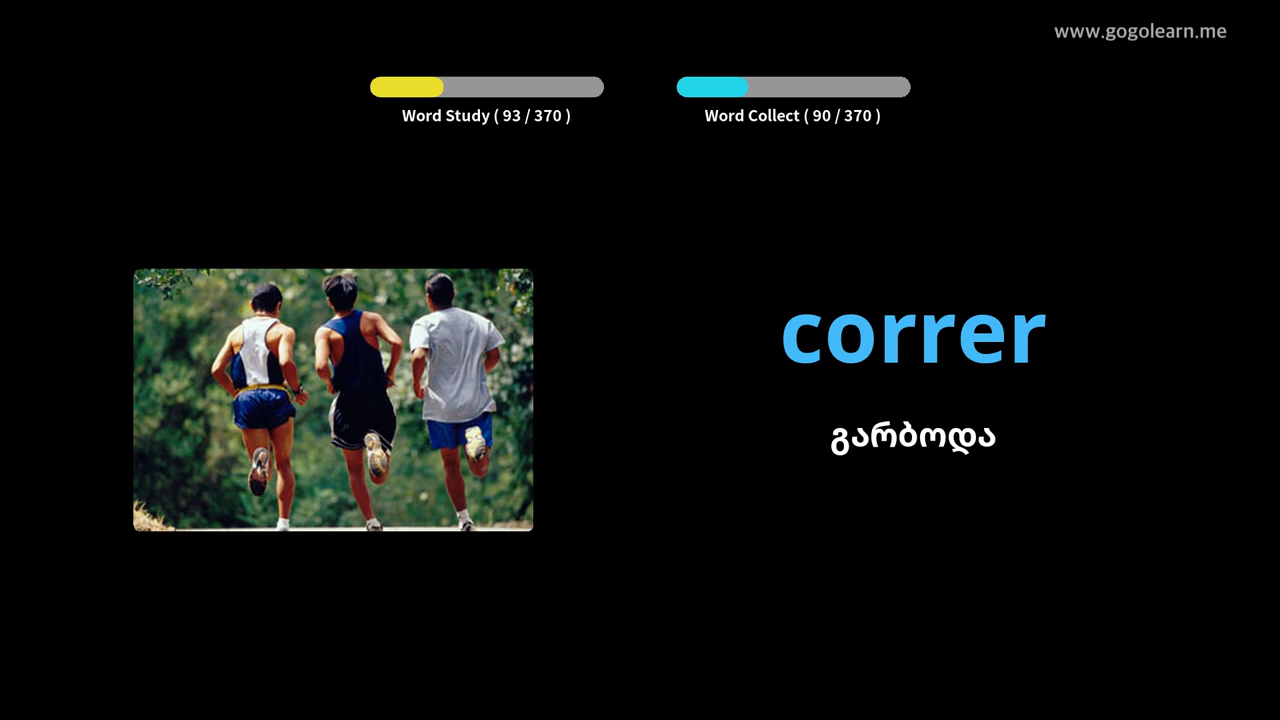 www.gogolearn.me
Word Study ( 93 / 370 )
Word Collect ( 90 / 370 )
correr
გარბოდა